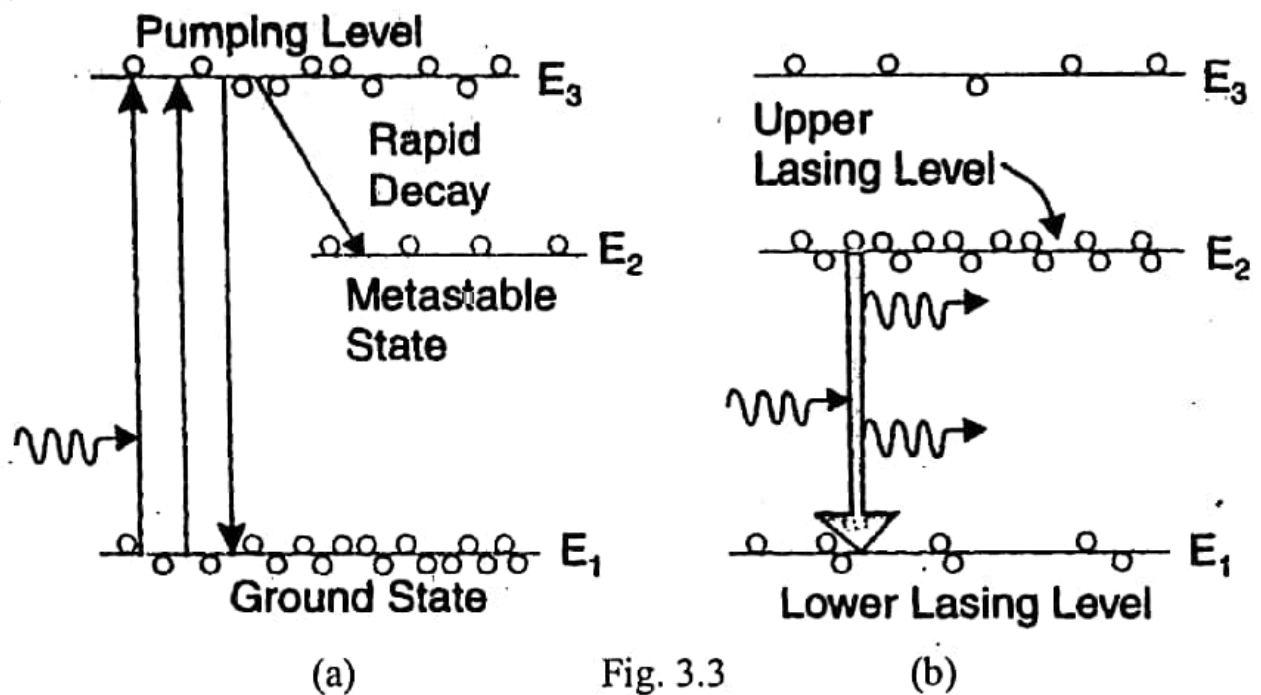 Pumping Level
E3
Rapid
Decay
E2
Metastable
State
E1
Ground State
(a)
E3
Upper
Lasing Level
E2
E1
Lower Lasing Level
(b)
Fig. 3.3